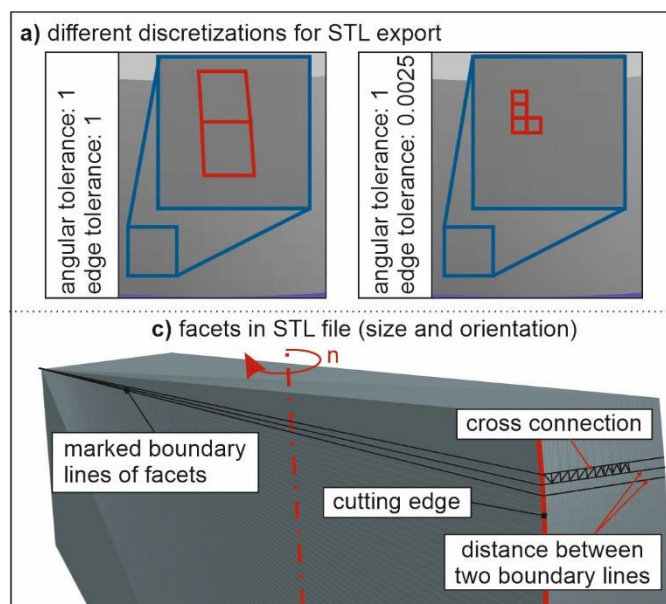 a) different discretizations for STL export
angular tolerance: 1
edge tolerance: 1
angular tolerance: 1
edge tolerance: 0.0025
c) facets in STL file (size and orientation)
n
cross connection
marked boundary
lines of facets
cutting edge
distance between
two boundary lines